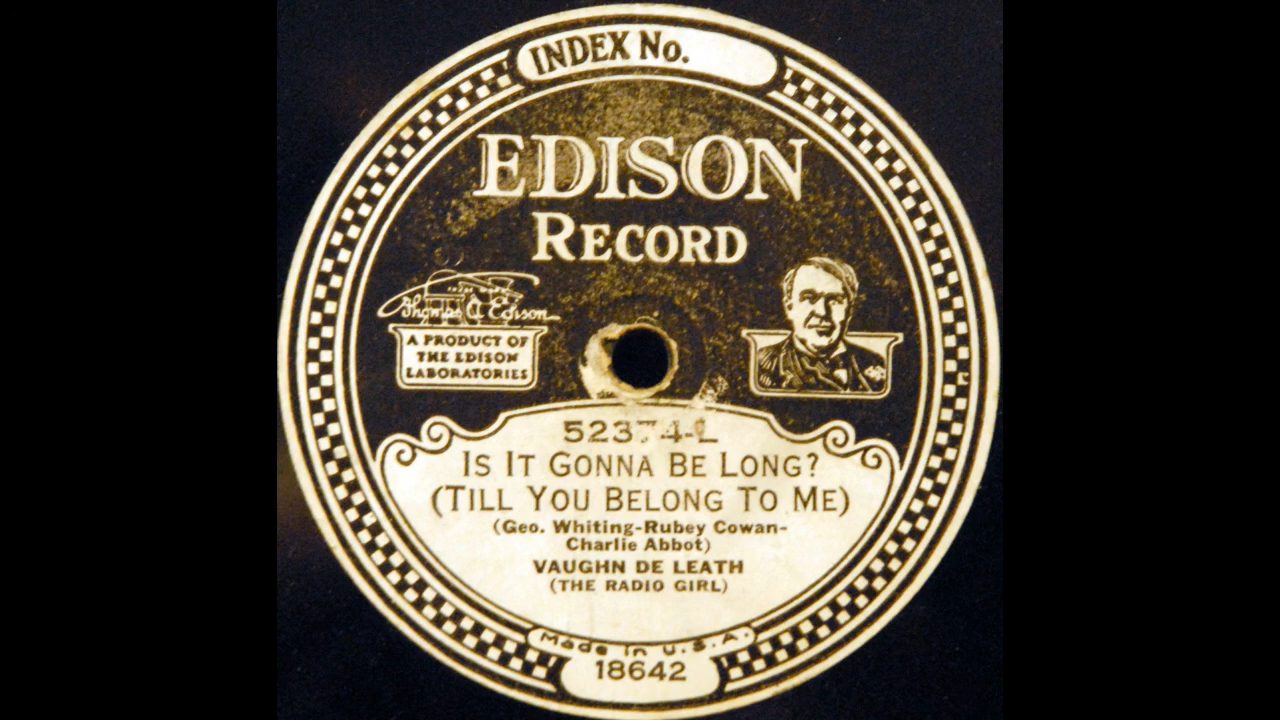 INDEX No.
EDISON
RECORD
Thomas A Edison
A PRODUCT OF
THE EDISON
LABORATORIES
52374-L
IS IT GONNA BE LONG?
(TILL YOU BELONG TO ME)
(Geo. Whiting-Rubey Cowan-
Charlie Abbot)
VAUGHN DE LEATH
(THE RADIO GIRL)
Made in U.S.A.
18642